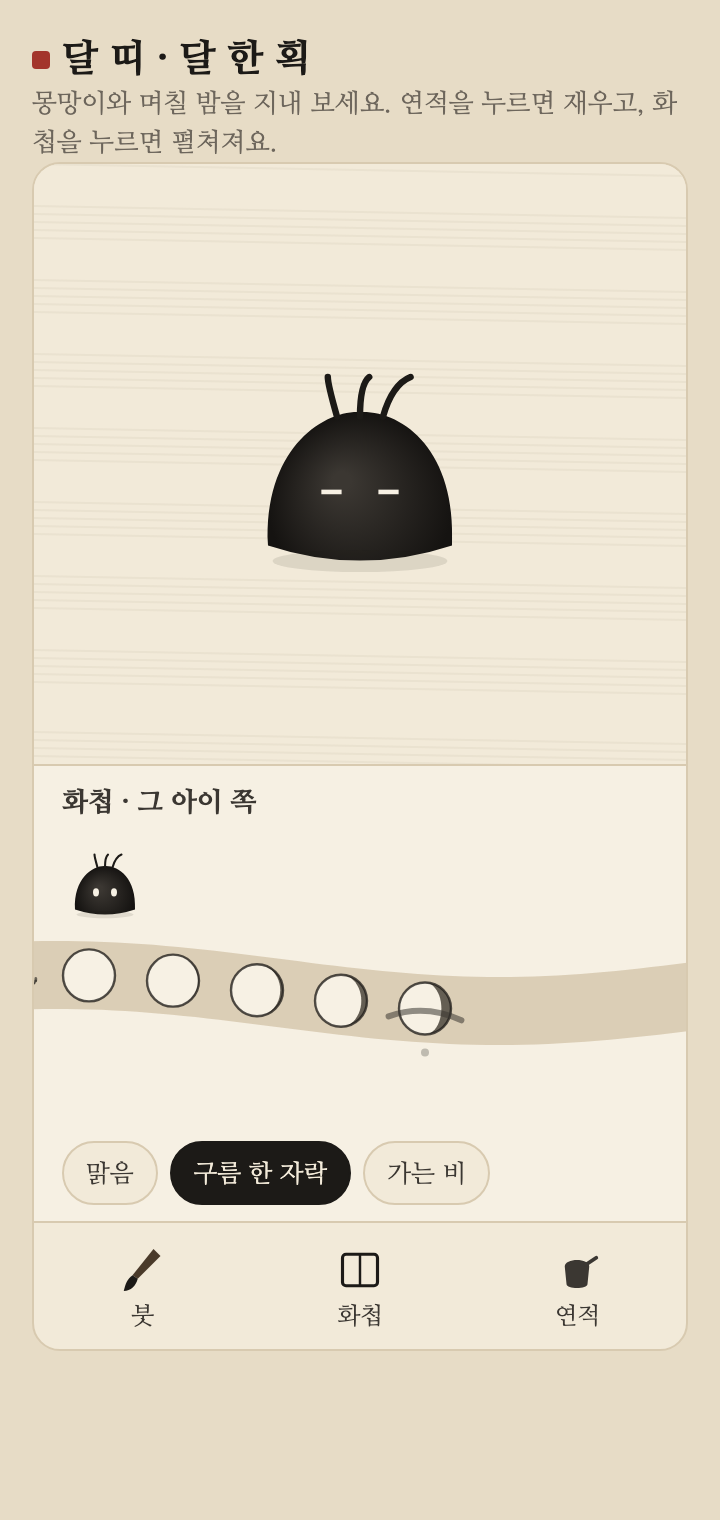 달 띠 · 달 한 획
몽망이와 며칠 밤을 지내 보세요. 연적을 누르면 재우고, 화
첩을 누르면 펼쳐져요.
화첩 · 그 아이 쪽
맑음
구름 한 자락
가는 비
붓
화첩
연적